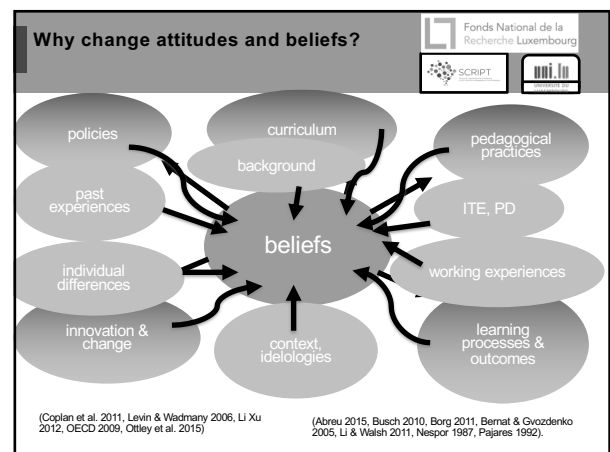 Why change attitudes and beliefs?
Fonds National de la
Recherche Luxembourg
SCRIPT
uni.lu
UNIVERSITÉ DU
policies
curriculum
pedagogical
practices
background
past
experiences
ITE, PD
beliefs
individual
differences
working experiences
innovation &
change
context,
idelologies
learning
processes &
outcomes
(Coplan et al. 2011, Levin & Wadmany 2006, Li Xu
2012, OECD 2009, Ottley et al. 2015)
(Abreu 2015, Busch 2010, Borg 2011, Bernat & Gvozdenko
2005, Li & Walsh 2011, Nespor 1987, Pajares 1992).